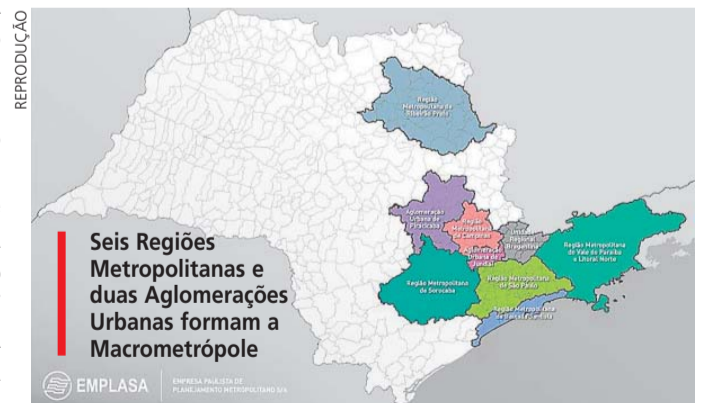 REPRODUÇÃO
Região
Metropolitana de
Ribeirão Preto
Aglomeração
Urbana de
Piracicaba
Região
Metropolitana
de Campinas
Unidade
Regional
Bragantina
Aglomeração
Urbana de
Jundiaí
Região Metropolitana
do Vale do Paraíba
e Litoral Norte
Região Metropolitana
de Sorocaba
Região Metropolitana
de São Paulo
Região Metropolitana
da Baixada Santista
Seis Regiões
Metropolitanas e
duas Aglomerações
Urbanas formam a
Macrometrópole
EMPLASA
EMPRESA PAULISTA DE
PLANEJAMENTO METROPOLITANO S/A